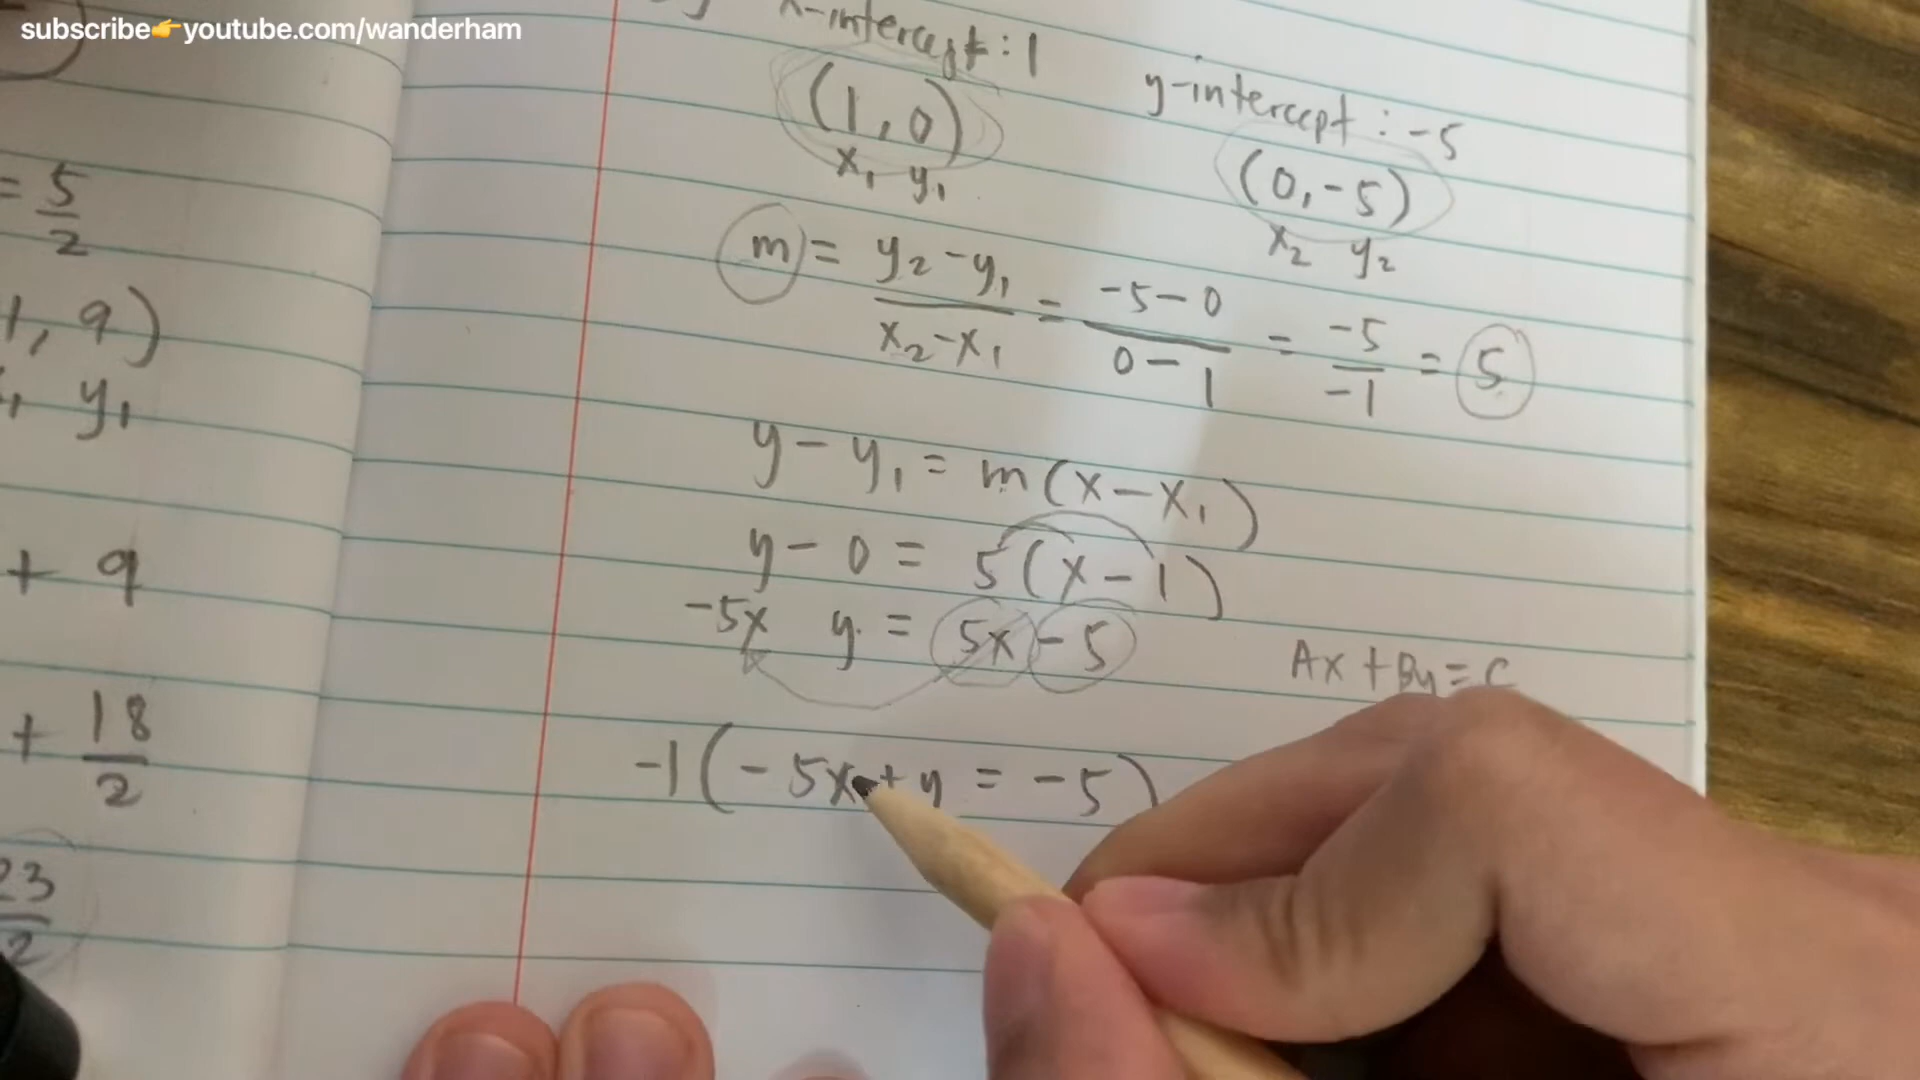 subscribe👉youtube.com/wanderham
x-intercept : 1
y-intercept : -5
(1, 0)
x₁ y₁
(0, -5)
x₂ y₂
m = y₂ - y₁ / x₂ - x₁ = -5 - 0 / 0 - 1 = -5 / -1 = 5
y - y₁ = m(x - x₁)
y - 0 = 5(x - 1)
-5x y = 5x - 5
Ax + By = C
-1(-5x + y = -5)
= 5/2
1, 9)
y₁
+ 9
+ 18/2
23/2